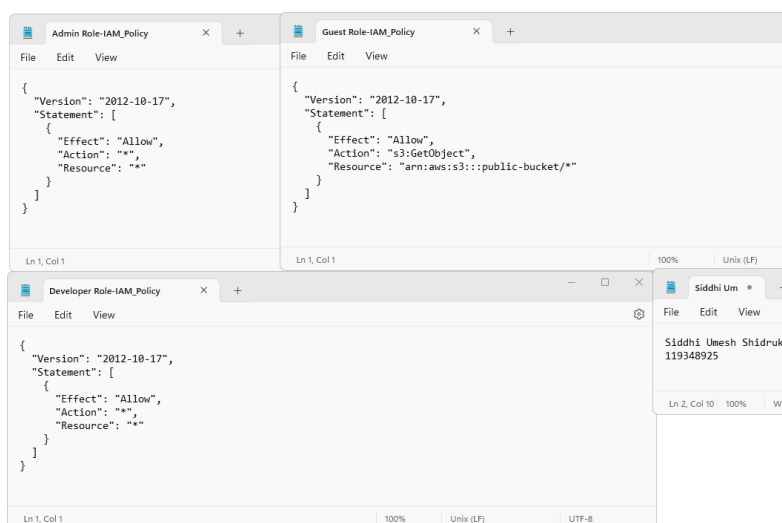 Admin Role-IAM_Policy
File Edit View
{
  "Version": "2012-10-17",
  "Statement": [
    {
      "Effect": "Allow",
      "Action": "*",
      "Resource": "*"
    }
  ]
}
Ln 1, Col 1
Guest Role-IAM_Policy
File Edit View
{
  "Version": "2012-10-17",
  "Statement": [
    {
      "Effect": "Allow",
      "Action": "s3:GetObject",
      "Resource": "arn:aws:s3:::public-bucket/*"
    }
  ]
}
Ln 1, Col 1 100% Unix (LF)
Developer Role-IAM_Policy
File Edit View
{
  "Version": "2012-10-17",
  "Statement": [
    {
      "Effect": "Allow",
      "Action": "*",
      "Resource": "*"
    }
  ]
}
Ln 1, Col 1 100% Unix (LF) UTF-8
Siddhi Um
File Edit View
Siddhi Umesh Shidruk
119348925
Ln 2, Col 10 100% W